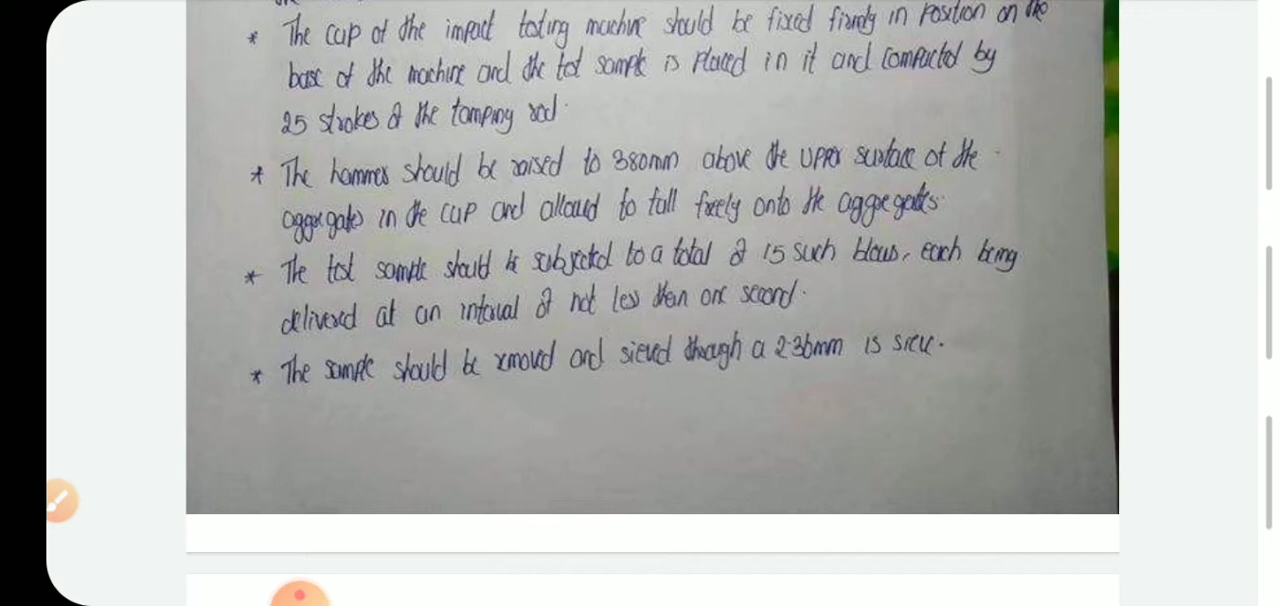 * The cup of the impact testing machine should be fixed firmly in position on the
base of the machine and the test sample is placed in it and compacted by
25 strokes of the tamping rod.
* The hammer should be raised to 380mm above the upper surface of the
aggregates in the cup and allowed to fall freely onto the aggregates.
* The test sample should be subjected to a total of 15 such blows, each being
delivered at an interval of not less than one second.
* The sample should be removed and sieved through a 2.36mm IS sieve.